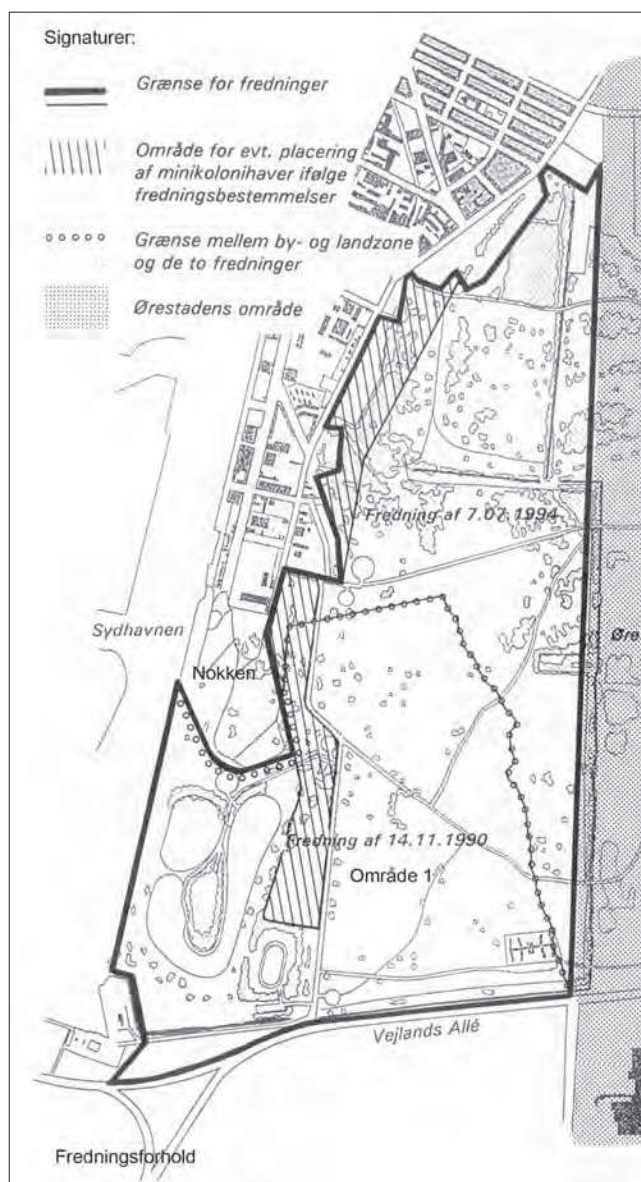 Signaturer:
Grænse for fredninger
Område for evt. placering
af minikolonihaver ifølge
fredningsbestemmelser
Grænse mellem by- og landzone
og de to fredninger
Ørestadens område
Fredning af 7.07.1994
Sydhavnen
Øre
Nokken
Fredning af 14.11.1990
Område 1
Vejlands Allé
Fredningsforhold